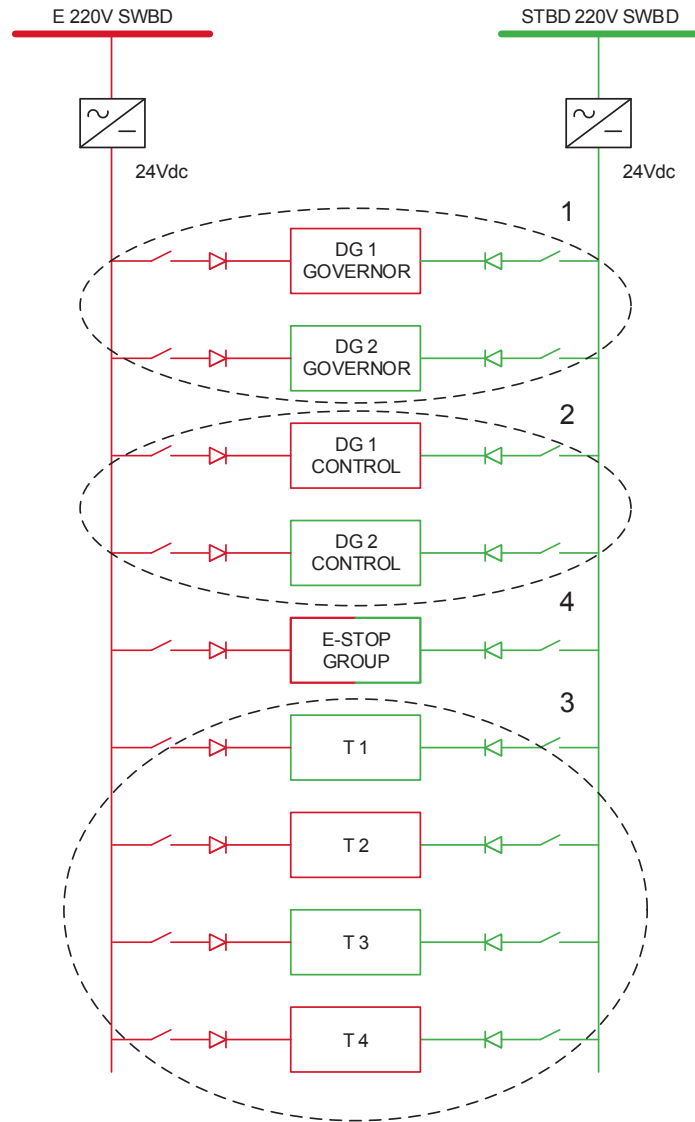 E 220V SWBD
STBD 220V SWBD
24Vdc
24Vdc
1
DG 1
GOVERNOR
DG 2
GOVERNOR
2
DG 1
CONTROL
DG 2
CONTROL
4
E-STOP
GROUP
3
T 1
T 2
T 3
T 4